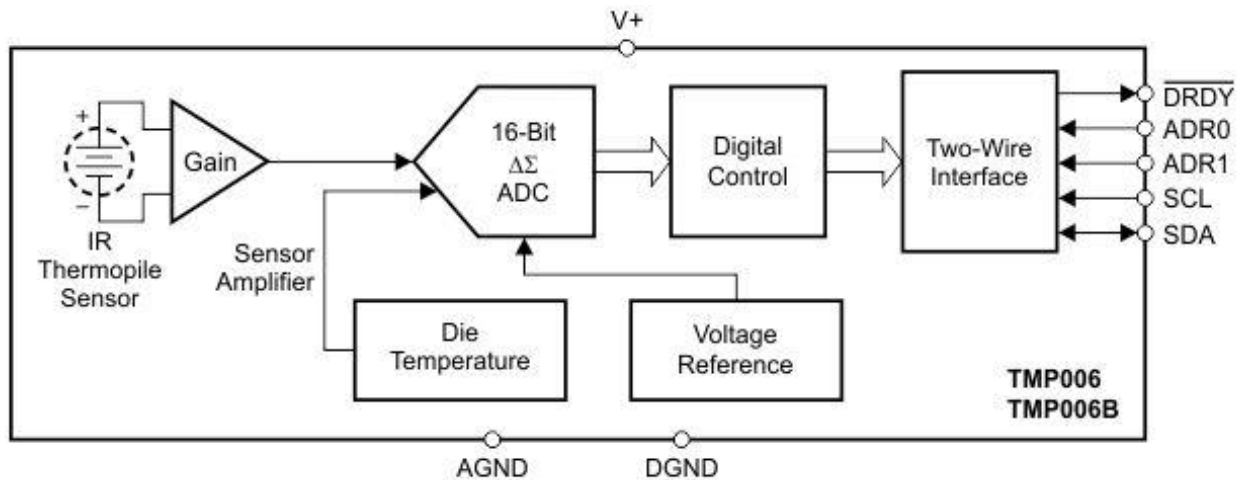 V+
+
−
IR
Thermopile
Sensor
Gain
Sensor
Amplifier
16-Bit
ΔΣ
ADC
Digital
Control
Two-Wire
Interface
DRDY
ADR0
ADR1
SCL
SDA
Die
Temperature
Voltage
Reference
TMP006
TMP006B
AGND
DGND